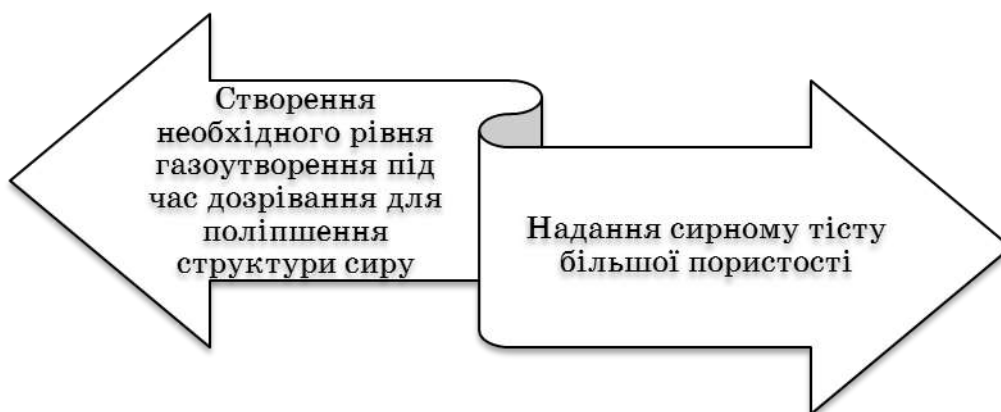 Створення
необхідного рівня
газоутворення під
час дозрівання для
поліпшення
структури сиру
Надання сирному тісту
більшої пористості